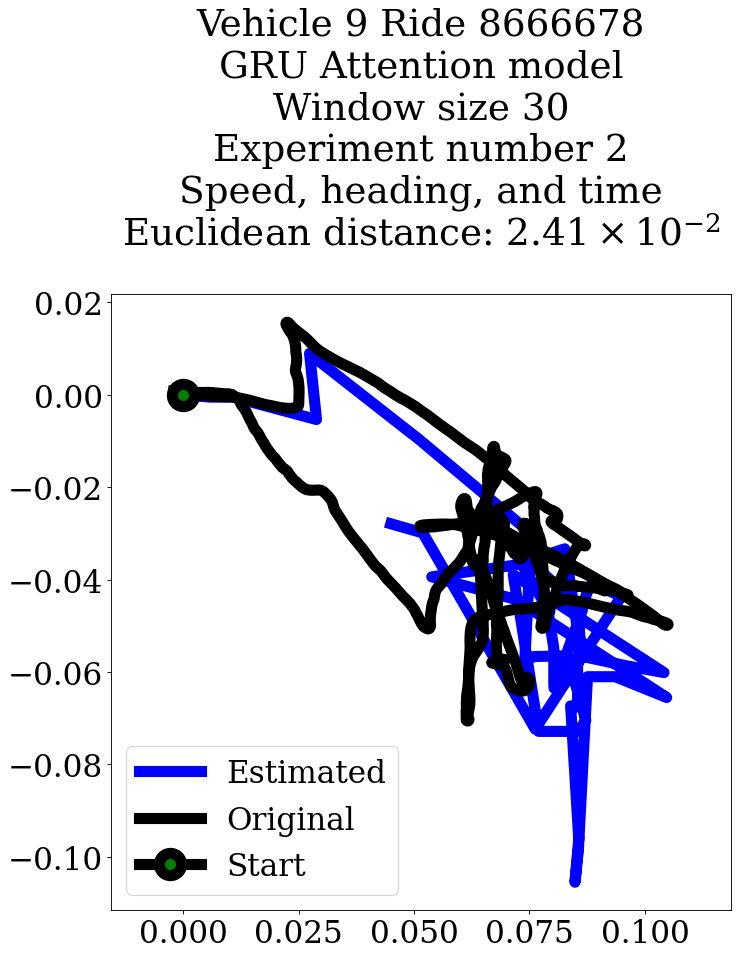 Vehicle 9 Ride 8666678
GRU Attention model
Window size 30
Experiment number 2
Speed, heading, and time
Euclidean distance: 2.41 × 10⁻²
0.02
0.00
−0.02
−0.04
−0.06
−0.08
−0.10
Estimated
Original
Start
0.000 0.025 0.050 0.075 0.100